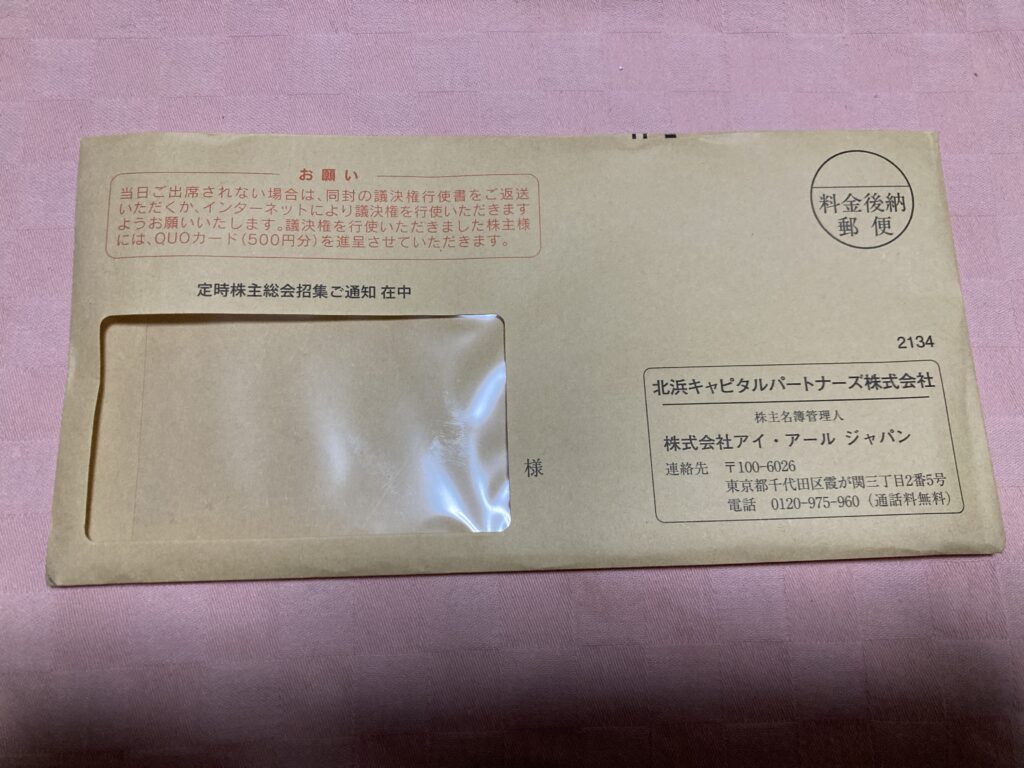 お願い
当日ご出席されない場合は、同封の議決権行使書をご返送
いただくか、インターネットにより議決権を行使いただきます
ようお願いいたします。議決権を行使いただきました株主様
には、QUOカード(500円分)を進呈させていただきます。
料金後納
郵便
定時株主総会招集ご通知 在中
様
2134
北浜キャピタルパートナーズ株式会社
株主名簿管理人
株式会社アイ・アール ジャパン
連絡先 〒100-6026
東京都千代田区霞が関三丁目2番5号
電話 0120-975-960(通話料無料)